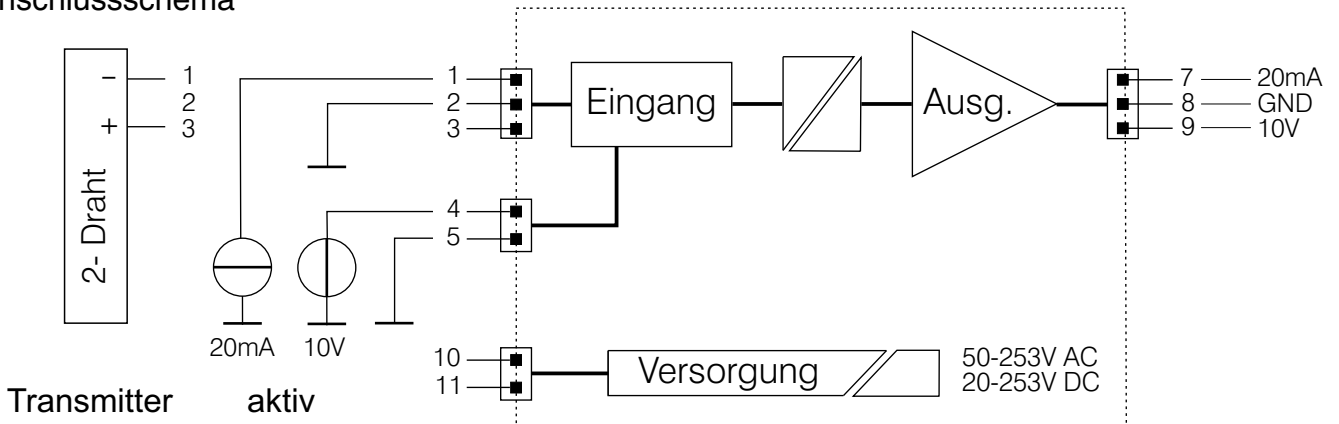 nschlussschema
− 1
2
+ 3
2- Draht
Transmitter
20mA
10V
aktiv
1
2
3
4
5
10
11
Eingang
Ausg.
7 20mA
8 GND
9 10V
Versorgung
50-253V AC
20-253V DC